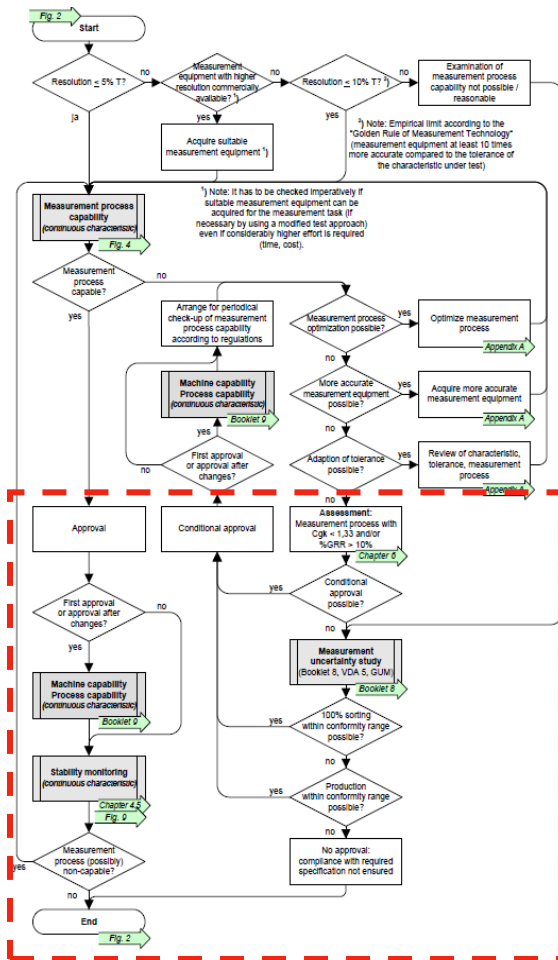 Fig. 2
Start
Resolution ≤ 5% T?
no
Measurement
equipment with higher
resolution commercially
available? ¹)
no
Resolution < 10% T? ²)
no
Examination of
measurement process
capability not possible /
reasonable
ja
yes
yes
Acquire suitable
measurement equipment ¹)
²) Note: Empirical limit according to the
"Golden Rule of Measurement Technology"
(measurement equipment at least 10 times
more accurate compared to the tolerance of
the characteristic under test)
¹) Note: It has to be checked imperatively if
suitable measurement equipment can be
acquired for the measurement task (if
necessary by using a modified test approach)
even if considerably higher effort is required
(time, cost).
Measurement process
capability
(continuous characteristic)
Fig. 4
Measurement
process
capable?
no
yes
Arrange for periodical
check-up of measurement
process capability
according to regulations
Measurement process
optimization possible?
yes
Optimize measurement
process
Appendix A
no
Machine capability
Process capability
(continuous characteristic)
Booklet 9
More accurate
measurement equipment
possible?
yes
Acquire more accurate
measurement equipment
Appendix A
yes
no
no
First approval
or approval after
changes?
Adaption of tolerance
possible?
yes
Review of characteristic,
tolerance, measurement
process
Appendix A
no
Approval
Conditional approval
Assessment:
Measurement process with
Cgk < 1,33 and/or
%GRR > 10%
Chapter 6
First approval
or approval after
changes?
no
yes
yes
Conditional
approval
possible?
no
Machine capability
Process capability
(continuous characteristic)
Booklet 9
Measurement
uncertainty study
(Booklet 8, VDA 5, GUM)
Booklet 8
yes
100% sorting
within conformity range
possible?
no
Stability monitoring
(continuous characteristic)
Chapter 4.5
Fig. 9
yes
Production
within conformity range
possible?
no
Measurement
process (possibly)
non-capable?
yes
no
No approval:
compliance with required
specification not ensured
End
Fig. 2